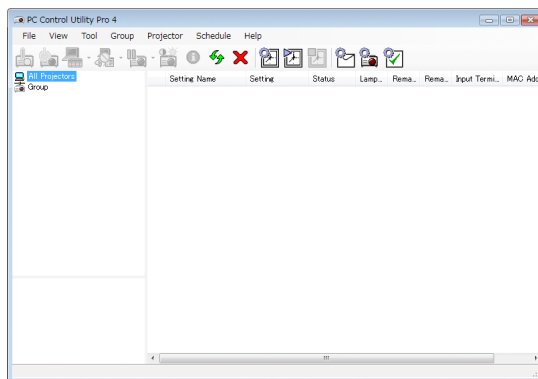 PC Control Utility Pro 4
File View Tool Group Projector Schedule Help
All Projectors
Group
Setting Name Setting Status Lamp... Rema... Rema... Input Termi... MAC Add